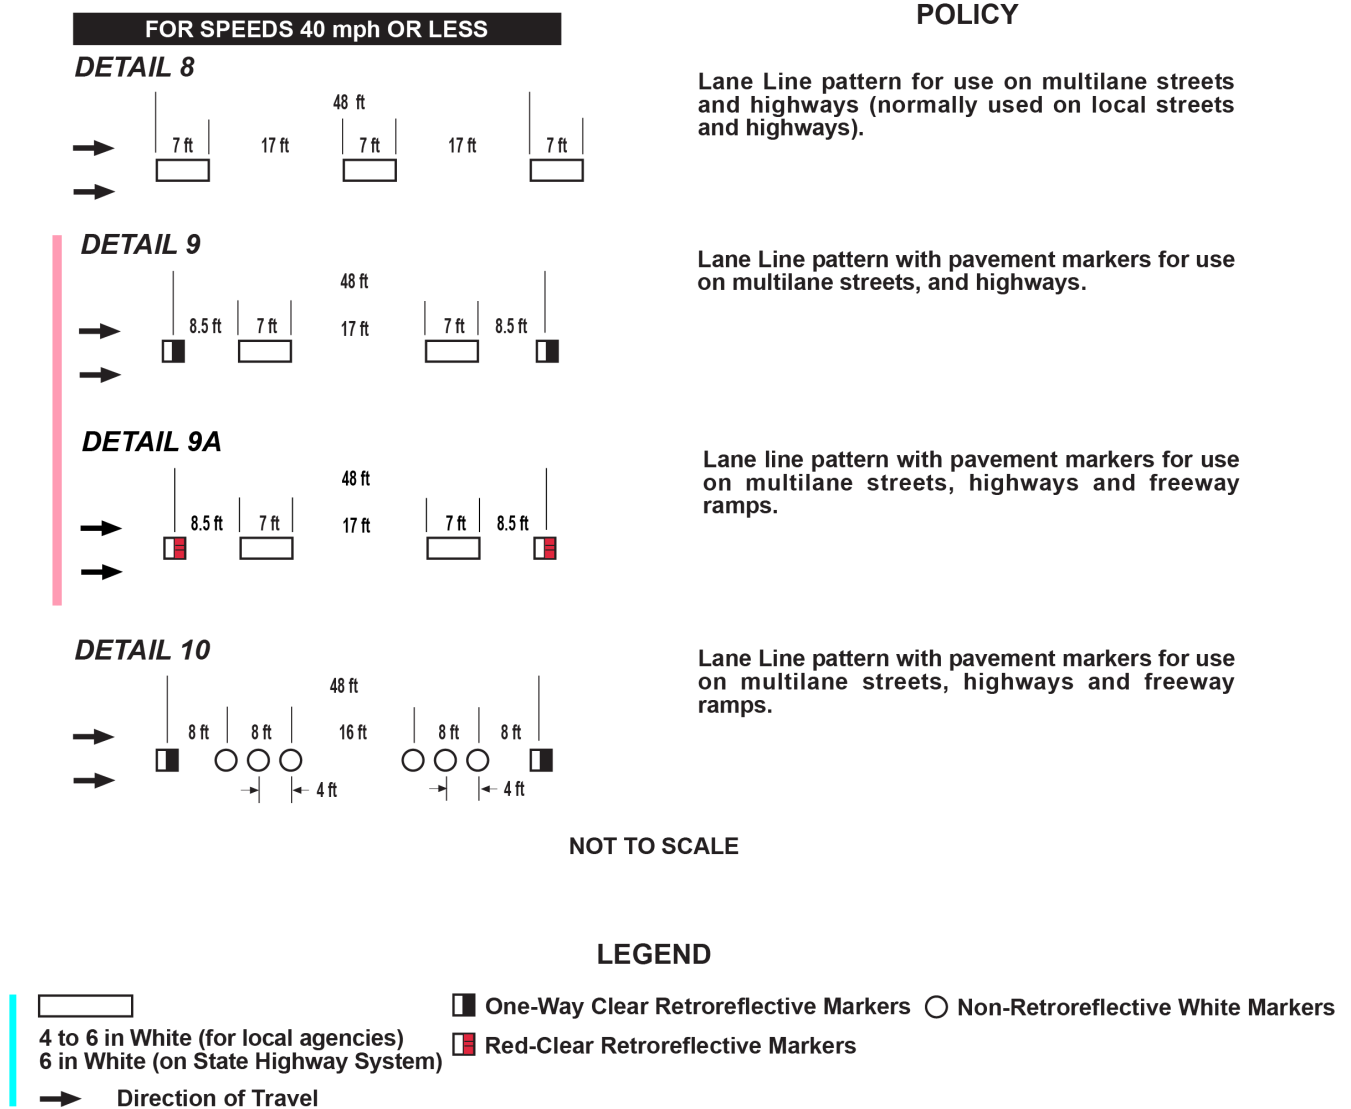 FOR SPEEDS 40 mph OR LESS
POLICY
DETAIL 8
Lane Line pattern for use on multilane streets
and highways (normally used on local streets
and highways).
48 ft
7 ft 17 ft 7 ft 17 ft 7 ft
DETAIL 9
Lane Line pattern with pavement markers for use
on multilane streets, and highways.
48 ft
8.5 ft 7 ft 17 ft 7 ft 8.5 ft
DETAIL 9A
Lane line pattern with pavement markers for use
on multilane streets, highways and freeway
ramps.
48 ft
8.5 ft 7 ft 17 ft 7 ft 8.5 ft
DETAIL 10
Lane Line pattern with pavement markers for use
on multilane streets, highways and freeway
ramps.
48 ft
8 ft 8 ft 16 ft 8 ft 8 ft
4 ft 4 ft
NOT TO SCALE
LEGEND
4 to 6 in White (for local agencies)
6 in White (on State Highway System)
Direction of Travel
One-Way Clear Retroreflective Markers
Red-Clear Retroreflective Markers
Non-Retroreflective White Markers